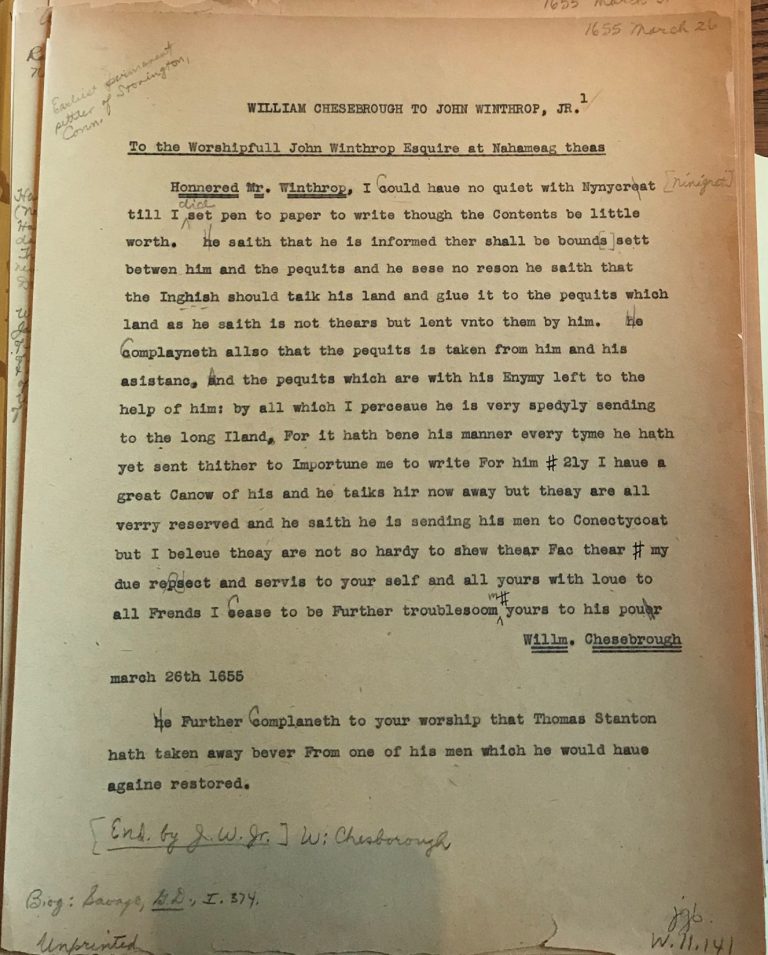 1655 March 26
Earliest permanent
settler of Stonington,
Conn.
WILLIAM CHESEBROUGH TO JOHN WINTHROP, JR.1
To the Worshipfull John Winthrop Esquire at Nahameag theas
Honnered Mr. Winthrop, I Could haue no quiet with Nynycreat [ninigret]
did
till I set pen to paper to write though the Contents be little
worth. He saith that he is informed ther shall be bound[s]sett
betwen him and the pequits and he sese no reson he saith that
the Inghish should taik his land and giue it to the pequits which
land as he saith is not thears but lent vnto them by him. He
Complayneth allso that the pequits is taken from him and his
asistanc, And the pequits which are with his Enymy left to the
help of him: by all which I perceaue he is very spedyly sending
to the long Iland, For it hath bene his manner every tyme he hath
yet sent thither to Importune me to write For him # 2ly I haue a
great Canow of his and he taiks hir now away but theay are all
verry reserved and he saith he is sending his men to Conectycoat
but I beleue theay are not so hardy to shew thear Fac thear # my
due repsect and servis to your self and all yours with loue to
all Frends I Cease to be Further troublesoom m# yours to his pouer
Willm. Chesebrough
march 26th 1655
He Further Complaneth to your worship that Thomas Stanton
hath taken away bever From one of his men which he would haue
againe restored.
[End. by J.W.Jr.] W: Chesborough
Biog: Savage, G.D., I. 374.
Unprinted
jgb.
W.11.141